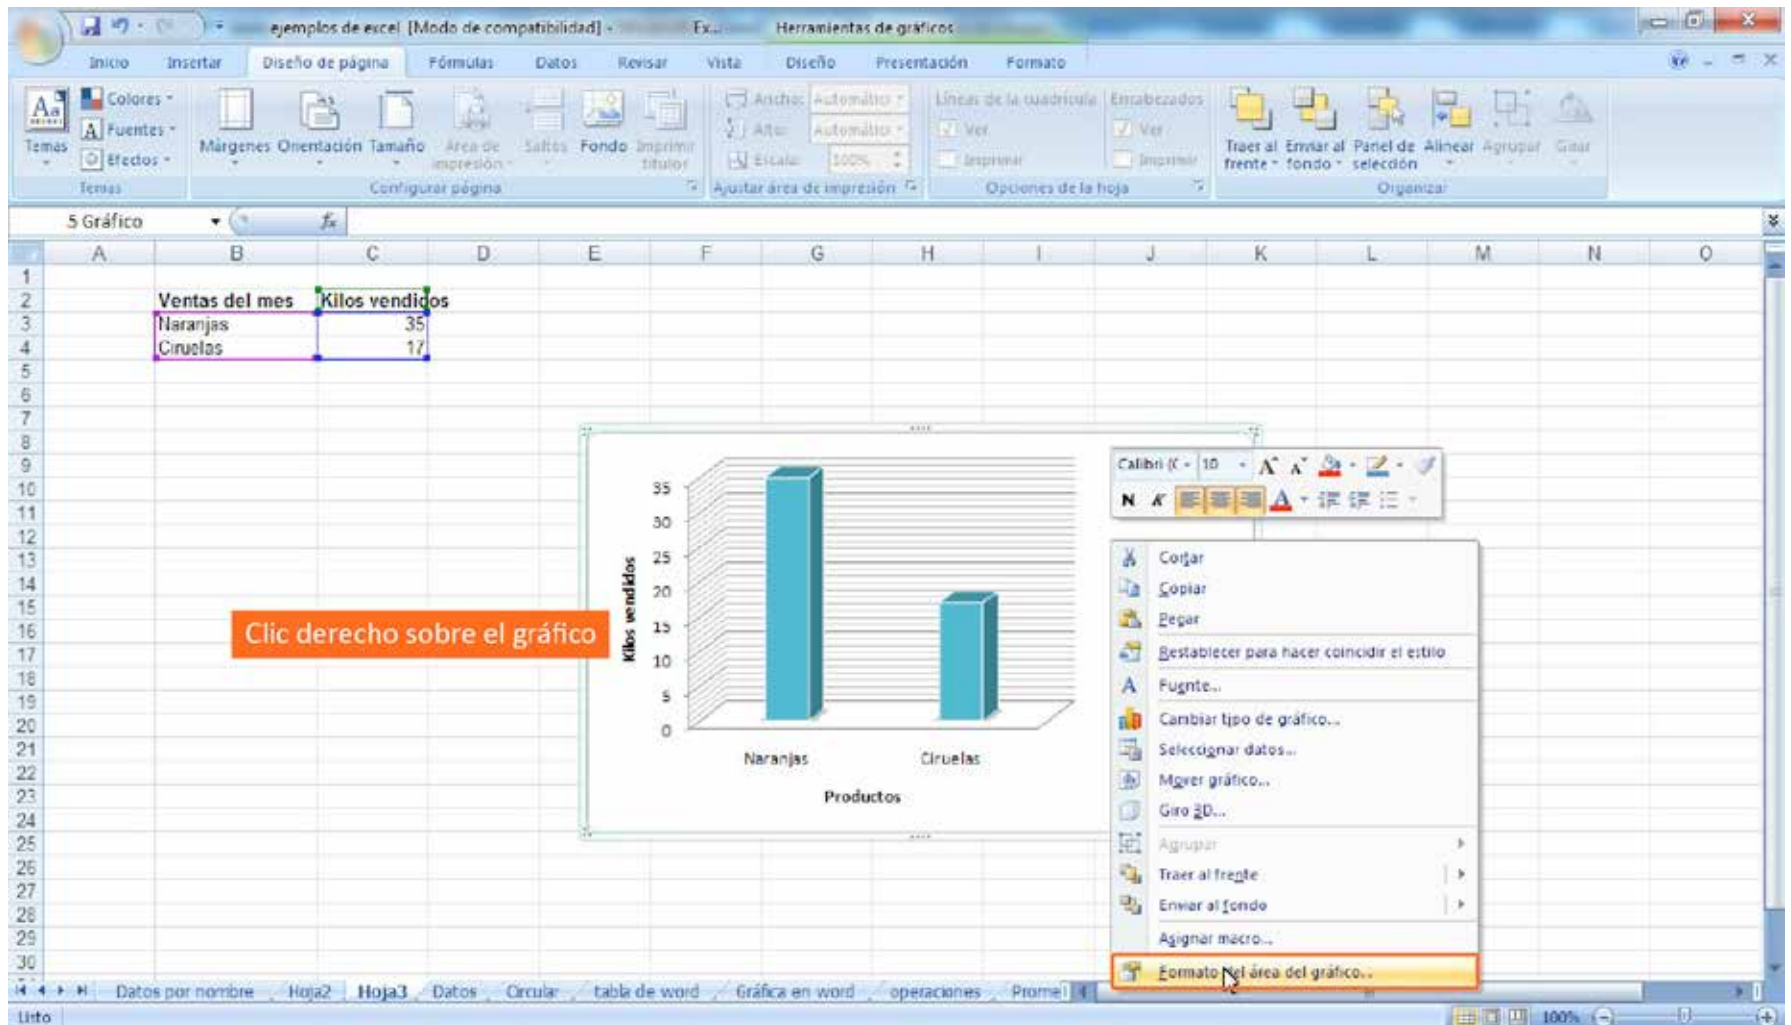 ejemplos de excel [Modo de compatibilidad] - Ex... Herramientas de gráficos
Inicio Insertar Diseño de página Fórmulas Datos Revisar Vista Diseño Presentación Formato
Aa Colores Márgenes Orientación Tamaño Área de impresión Saltos Fondo Imprimir títulos Ancho: Automático Líneas de la cuadrícula Encabezados Traer al frente Enviar al fondo Panel de selección Alinear Agrupar Girar
Temas A Fuentes Alto: Automático Ver Ver
Efectos Escala: 100% Imprimir Imprimir
Temas Configurar página Ajustar área de impresión Opciones de la hoja Organizar
5 Gráfico fx
A B C D E F G H I J K L M N O
1
2 Ventas del mes Kilos vendidos
3 Naranjas 35
4 Ciruelas 17
5
6
7
8
9
10
11
12
13
14
15
16
17
18
19
20
21
22
23
24
25
26
27
28
29
30
Clic derecho sobre el gráfico
Kilos vendidos
35
30
25
20
15
10
5
0
Naranjas Ciruelas
Productos
Calibri (C 10 A A
N K A
Cortar
Copiar
Pegar
Restablecer para hacer coincidir el estilo
A Fuente...
Cambiar tipo de gráfico...
Seleccionar datos...
Mover gráfico...
Giro 3D...
Agrupar
Traer al frente
Enviar al fondo
Asignar macro...
Formato del área del gráfico...
Datos por nombre Hoja2 Hoja3 Datos Circular tabla de word Gráfica en word operaciones Prome
Listo 100%